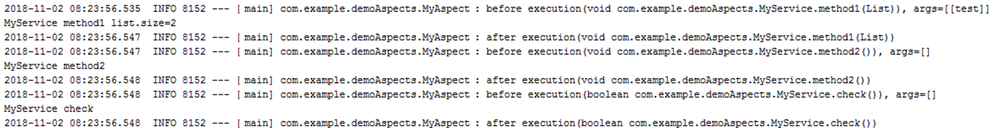 2018-11-02 08:23:56.535  INFO 8152 --- [ main] com.example.demoAspects.MyAspect : before execution(void com.example.demoAspects.MyService.method1(List)), args=[[test]]
MyService method1 list.size=2
2018-11-02 08:23:56.547  INFO 8152 --- [ main] com.example.demoAspects.MyAspect : after execution(void com.example.demoAspects.MyService.method1(List))
2018-11-02 08:23:56.547  INFO 8152 --- [ main] com.example.demoAspects.MyAspect : before execution(void com.example.demoAspects.MyService.method2()), args=[]
MyService method2
2018-11-02 08:23:56.548  INFO 8152 --- [ main] com.example.demoAspects.MyAspect : after execution(void com.example.demoAspects.MyService.method2())
2018-11-02 08:23:56.548  INFO 8152 --- [ main] com.example.demoAspects.MyAspect : before execution(boolean com.example.demoAspects.MyService.check()), args=[]
MyService check
2018-11-02 08:23:56.548  INFO 8152 --- [ main] com.example.demoAspects.MyAspect : after execution(boolean com.example.demoAspects.MyService.check())